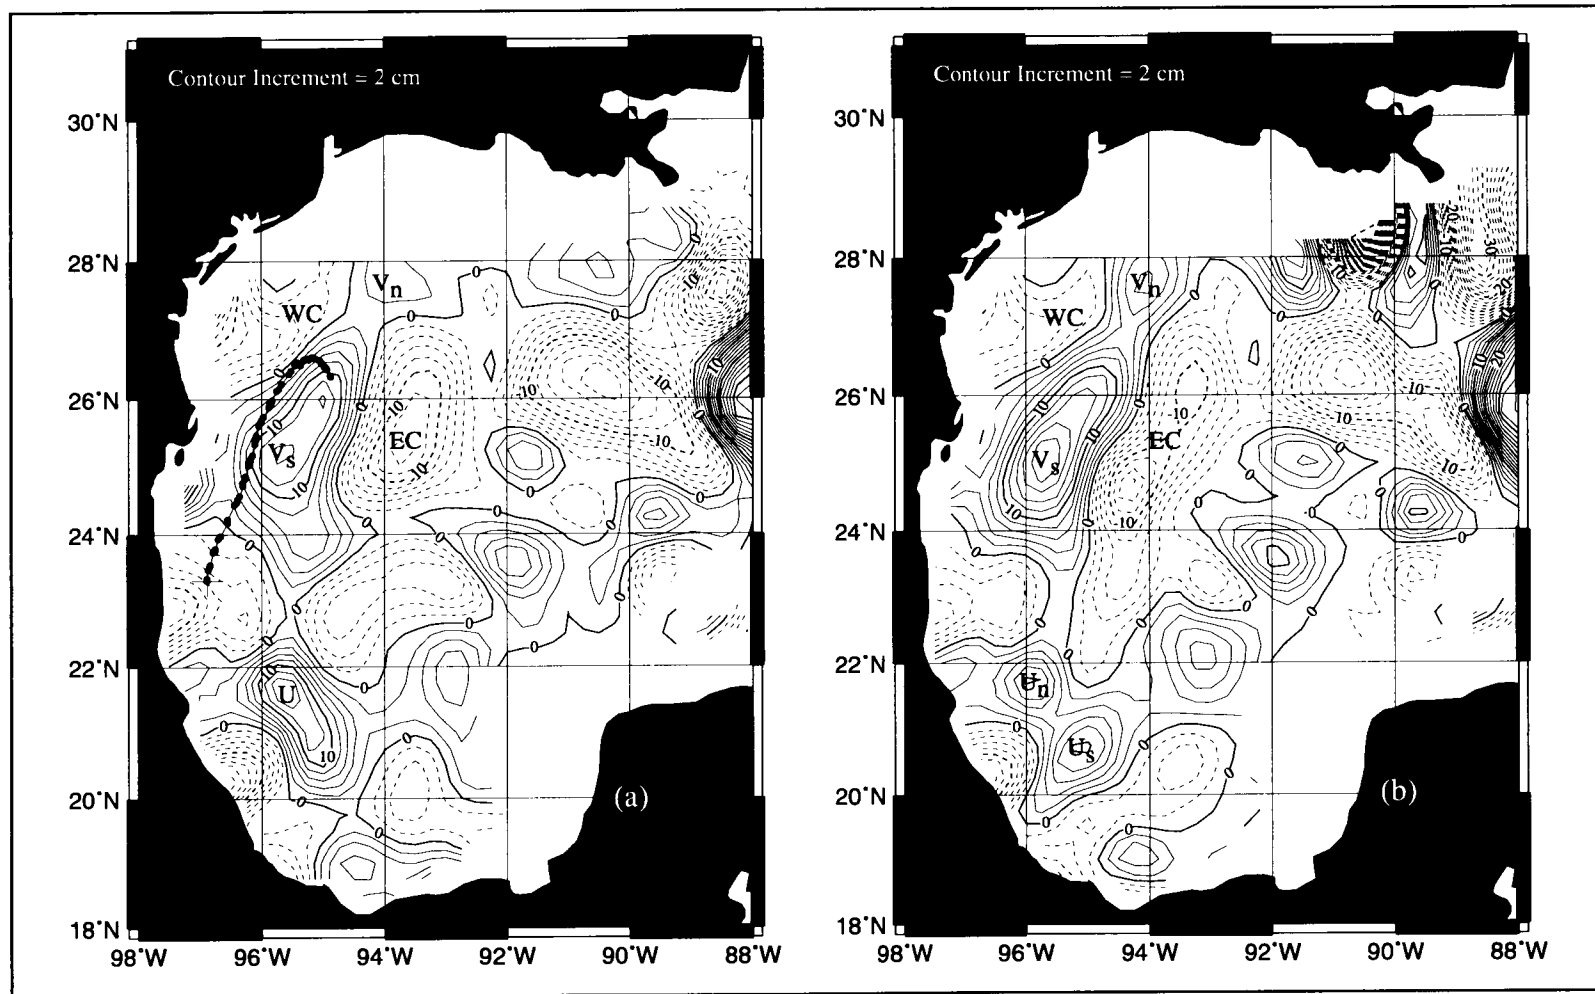 Contour Increment = 2 cm
30°N
28°N
26°N
24°N
22°N
20°N
18°N
98°W
96°W
94°W
92°W
90°W
88°W
WC
Vn
Vs
EC
U
0
10
-10
(a)
Contour Increment = 2 cm
30°N
28°N
26°N
24°N
22°N
20°N
18°N
98°W
96°W
94°W
92°W
90°W
88°W
WC
Vn
Vs
EC
Un
Us
0
10
-10
20
30
(b)